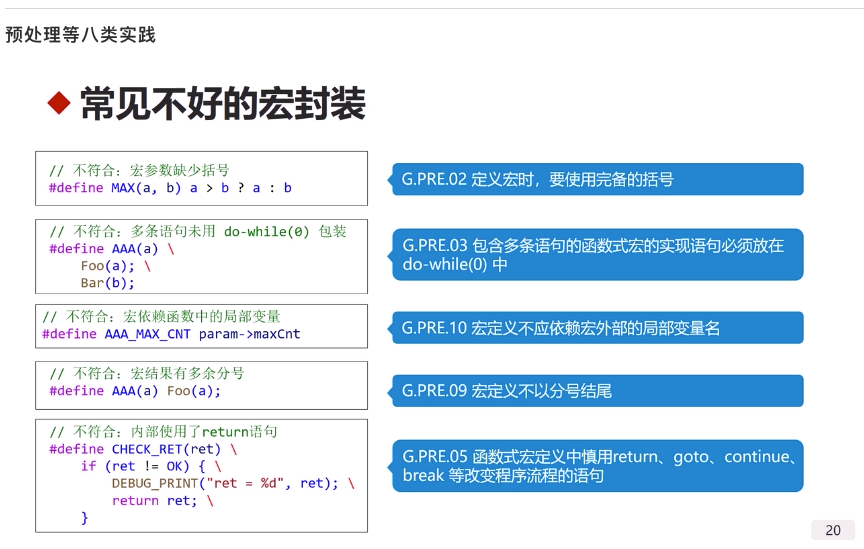 预处理等八类实践
常见不好的宏封装
// 不符合：宏参数缺少括号
#define MAX(a, b) a > b ? a : b
G.PRE.02 定义宏时，要使用完备的括号
// 不符合：多条语句未用 do-while(0) 包装
#define AAA(a) \
Foo(a); \
Bar(b);
G.PRE.03 包含多条语句的函数式宏的实现语句必须放在
do-while(0) 中
// 不符合：宏依赖函数中的局部变量
#define AAA_MAX_CNT param->maxCnt
G.PRE.10 宏定义不应依赖宏外部的局部变量名
// 不符合：宏结果有多余分号
#define AAA(a) Foo(a);
G.PRE.09 宏定义不以分号结尾
// 不符合：内部使用了return语句
#define CHECK_RET(ret) \
if (ret != OK) { \
DEBUG_PRINT("ret = %d", ret); \
return ret; \
}
G.PRE.05 函数式宏定义中慎用return、goto、continue、
break 等改变程序流程的语句
20